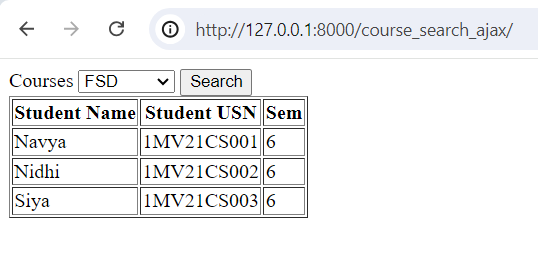 http://127.0.0.1:8000/course_search_ajax/
Courses FSD Search
Student Name Student USN Sem
Navya 1MV21CS001 6
Nidhi 1MV21CS002 6
Siya 1MV21CS003 6